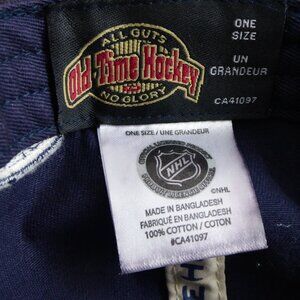 ALL GUTS
Old-Time Hockey
NO GLORY
ONE
SIZE
UN
GRANDEUR
CA41097
ONE SIZE / UNE GRANDEUR
NHL
©NHL
MADE IN BANGLADESH
FABRIQUÉ EN BANGLADESH
100% COTTON / COTON
#CA41097